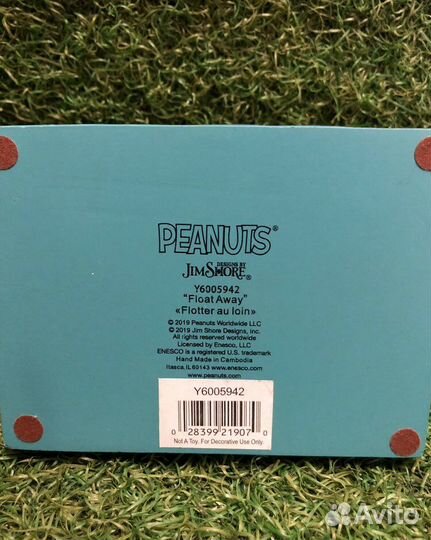 PEANUTS®
DESIGNS BY
JIM SHORE®
Y6005942
"Float Away"
«Flotter au loin»
© 2019 Peanuts Worldwide LLC
© 2019 Jim Shore Designs, Inc.
All rights reserved worldwide
Licensed by Enesco, LLC
ENESCO is a registered U.S. trademark
Hand Made in Cambodia
Itasca, IL 60143 www.enesco.com
www.peanuts.com
Y6005942
0 28399 21907 0
Not A Toy. For Decorative Use Only.
Avito